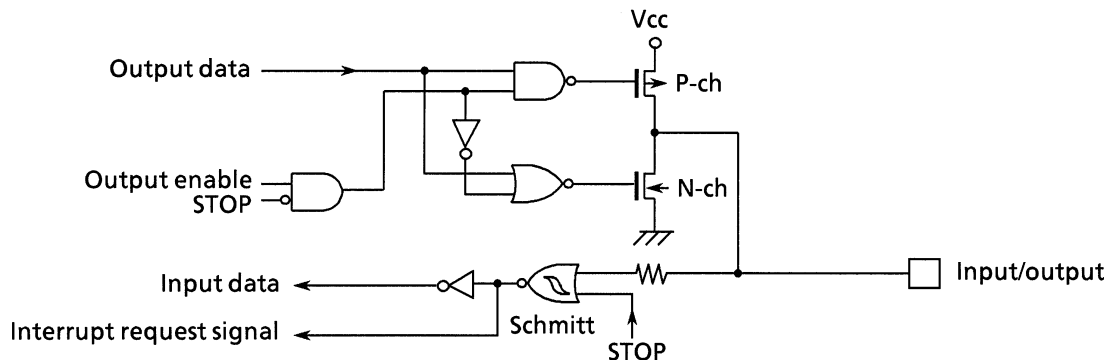 Vcc
Output data
P-ch
Output enable
STOP
N-ch
Input data
Input/output
Schmitt
Interrupt request signal
STOP